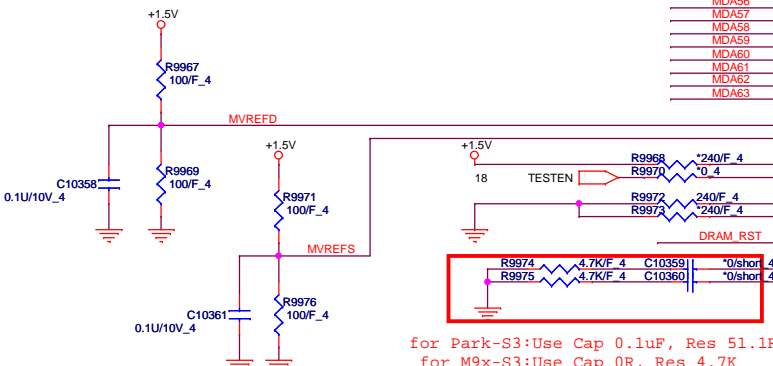 MDA56
MDA57
MDA58
MDA59
MDA60
MDA61
MDA62
MDA63
+1.5V
R9967
100/F_4
MVREFD
R9969
100/F_4
C10358
0.1U/10V_4
+1.5V
R9971
100/F_4
MVREFS
R9976
100/F_4
C10361
0.1U/10V_4
+1.5V
18
TESTEN
R9968 *240/F_4
R9970 *0_4
R9972 240/F_4
R9973 *240/F_4
DRAM_RST
R9974 4.7K/F_4 C10359 *0/short_4
R9975 4.7K/F_4 C10360 *0/short_4
for Park-S3:Use Cap 0.1uF, Res 51.1R
for M9x-S3:Use Cap 0R, Res 4.7K